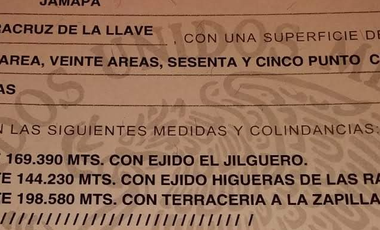 JAMAPA
RACRUZ DE LA LLAVE , CON UNA SUPERFICIE DE
AREA, VEINTE AREAS, SESENTA Y CINCO PUNTO C
AS
N LAS SIGUIENTES MEDIDAS Y COLINDANCIAS:
E 169.390 MTS. CON EJIDO EL JILGUERO.
TE 144.230 MTS. CON EJIDO HIGUERAS DE LAS RA
TE 198.580 MTS. CON TERRACERIA A LA ZAPILLA